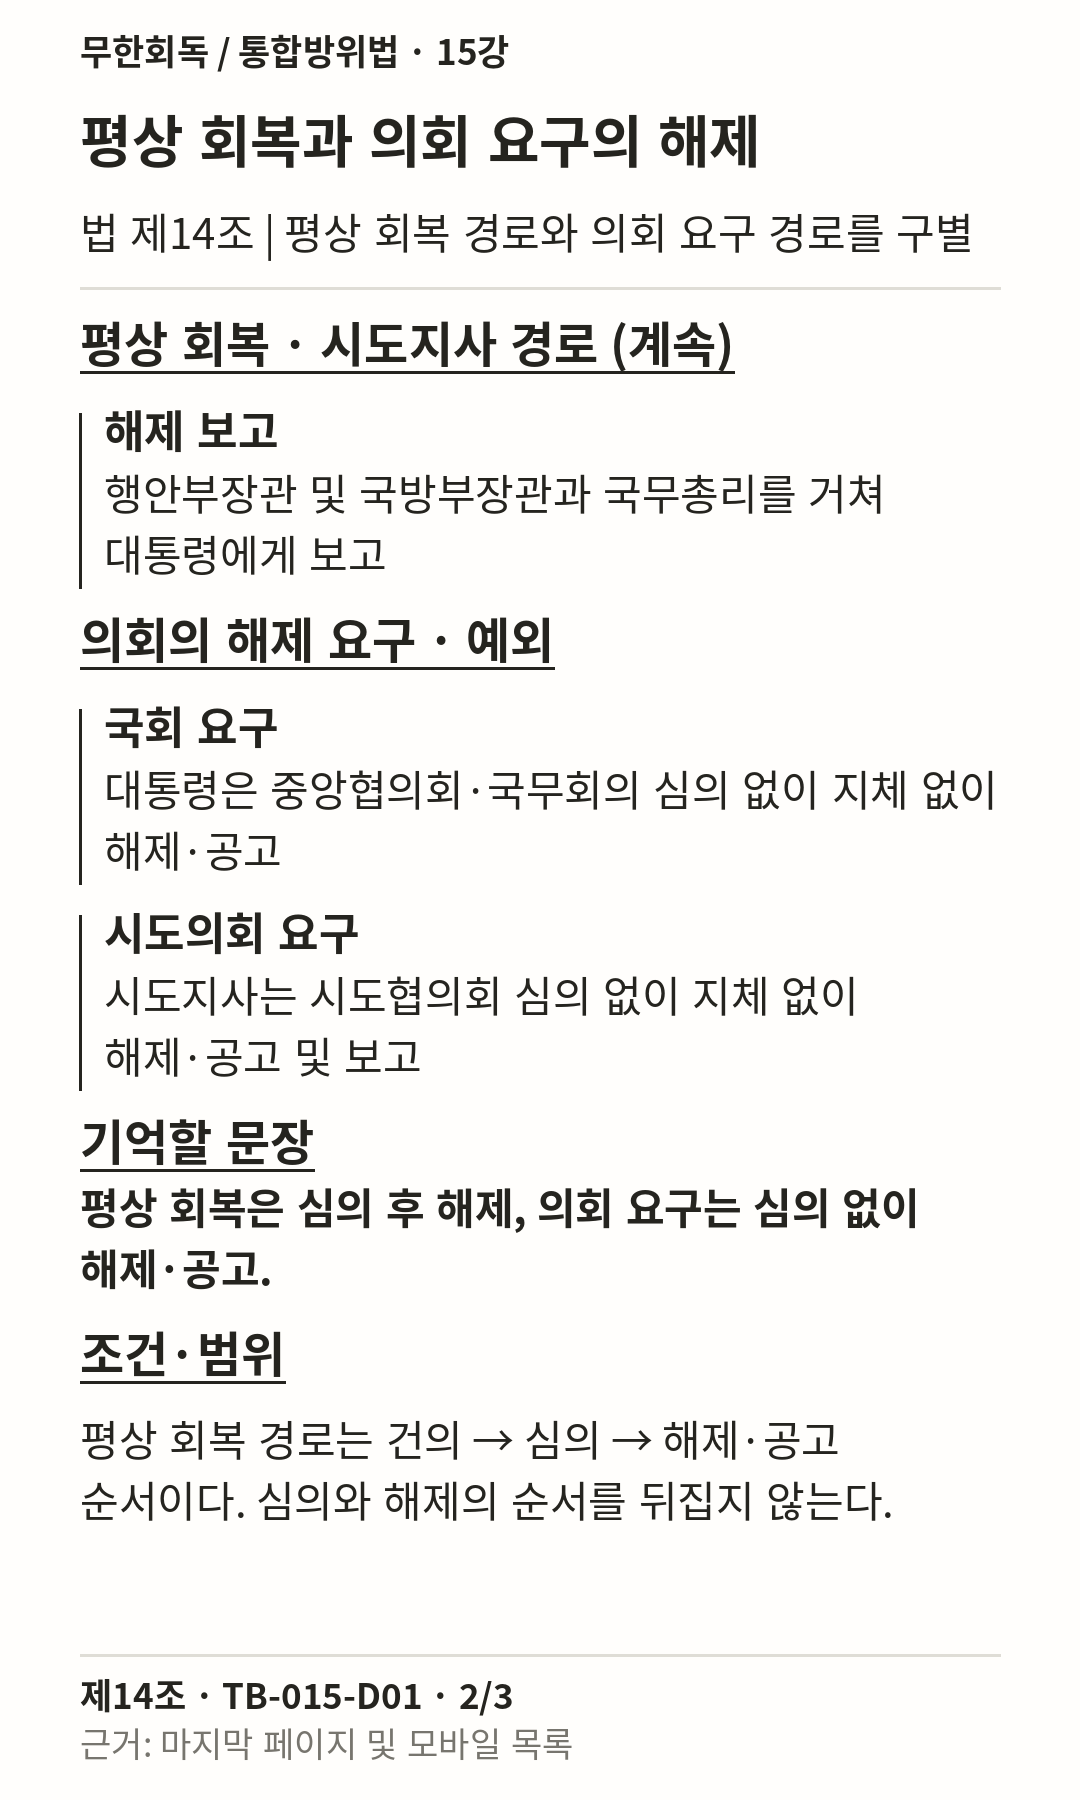 무한회독 / 통합방위법 · 15강
평상 회복과 의회 요구의 해제
법 제14조 | 평상 회복 경로와 의회 요구 경로를 구별
평상 회복 · 시도지사 경로 (계속)
해제 보고
행안부장관 및 국방부장관과 국무총리를 거쳐
대통령에게 보고
의회의 해제 요구 · 예외
국회 요구
대통령은 중앙협의회·국무회의 심의 없이 지체 없이
해제·공고
시도의회 요구
시도지사는 시도협의회 심의 없이 지체 없이
해제·공고 및 보고
기억할 문장
평상 회복은 심의 후 해제, 의회 요구는 심의 없이
해제·공고.
조건·범위
평상 회복 경로는 건의 → 심의 → 해제·공고
순서이다. 심의와 해제의 순서를 뒤집지 않는다.
제14조 · TB-015-D01 · 2/3
근거: 마지막 페이지 및 모바일 목록